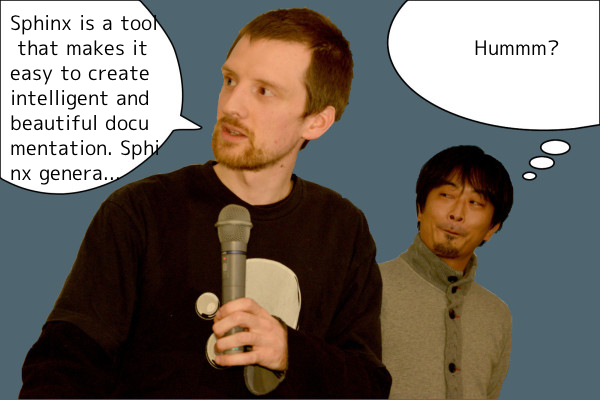 Sphinx is a tool
that makes it
easy to create
intelligent and
beautiful docu
mentation. Sphi
nx genera...
Hummm?